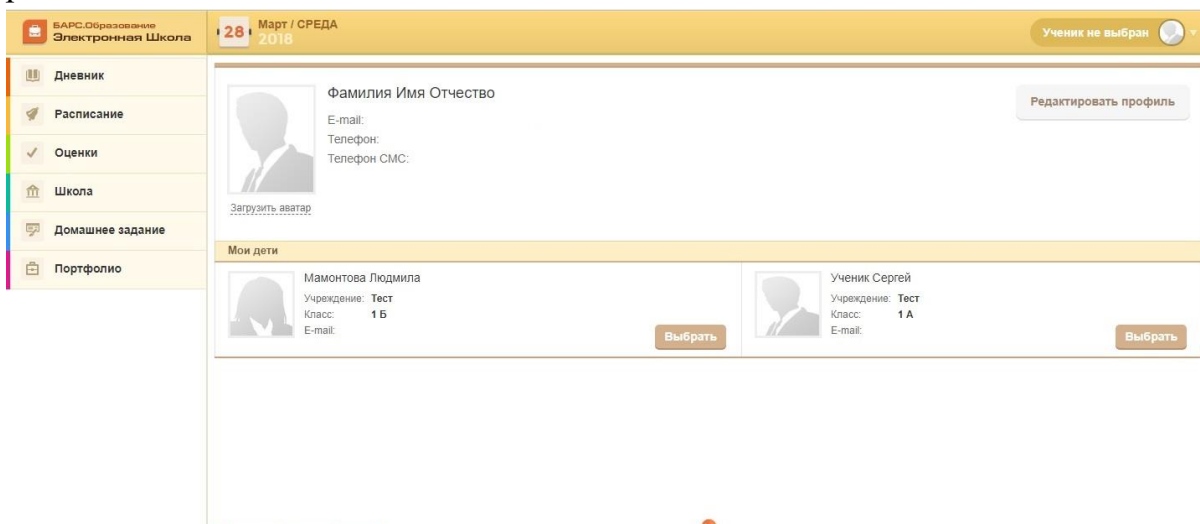 БАРС.Образование
Электронная Школа
28
Март / СРЕДА
2018
Ученик не выбран
Дневник
Расписание
Оценки
Школа
Домашнее задание
Портфолио
Фамилия Имя Отчество
E-mail:
Телефон:
Телефон СМС:
Редактировать профиль
Загрузить аватар
Мои дети
Мамонтова Людмила
Учреждение: Тест
Класс: 1 Б
E-mail:
Выбрать
Ученик Сергей
Учреждение: Тест
Класс: 1 А
E-mail:
Выбрать